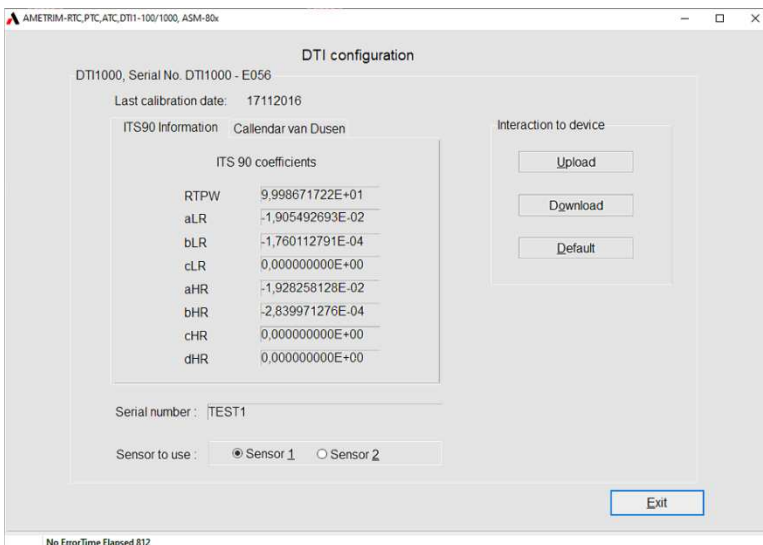 AMETRIM-RTC,PTC,ATC,DTI1-100/1000, ASM-80x
DTI configuration
DTI1000, Serial No. DTI1000 - E056
Last calibration date: 17112016
ITS90 Information Callendar van Dusen
ITS 90 coefficients
RTPW 9,998671722E+01
aLR -1,905492693E-02
bLR -1,760112791E-04
cLR 0,000000000E+00
aHR -1,928258128E-02
bHR -2,839971276E-04
cHR 0,000000000E+00
dHR 0,000000000E+00
Interaction to device
Upload
Download
Default
Serial number : TEST1
Sensor to use : Sensor 1 Sensor 2
Exit
No ErrorTime Elapsed 812